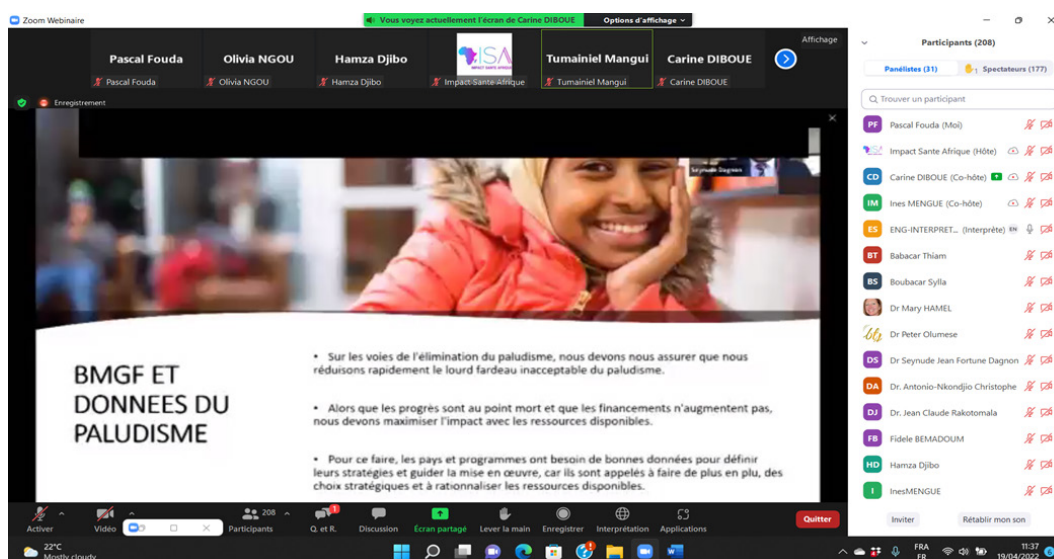 Zoom Webinaire
Vous voyez actuellement l'écran de Carine DIBOUE
Options d'affichage
Affichage
Pascal Fouda
Olivia NGOU
Hamza Djibo
ISA
IMPACT SANTE AFRIQUE
Tumainiel Mangui
Carine DIBOUE
Pascal Fouda
Olivia NGOU
Hamza Djibo
Impact Sante Afrique
Tumainiel Mangui
Carine DIBOUE
Enregistrement
Seynude Dagnon
BMGF ET
DONNEES DU
PALUDISME
• Sur les voies de l'élimination du paludisme, nous devons nous assurer que nous
réduisons rapidement le lourd fardeau inacceptable du paludisme.
• Alors que les progrès sont au point mort et que les financements n'augmentent pas,
nous devons maximiser l'impact avec les ressources disponibles.
• Pour ce faire, les pays et programmes ont besoin de bonnes données pour définir
leurs stratégies et guider la mise en œuvre, car ils sont appelés à faire de plus en plu, des
choix stratégiques et à rationnaliser les ressources disponibles.
Activer
Vidéo
208
Participants
1
Q. et R.
Discussion
Écran partagé
Lever la main
Enregistrer
Interprétation
Applications
Quitter
Participants (208)
Panélistes (31)
1
Spectateurs (177)
Trouver un participant
PF Pascal Fouda (Moi)
Impact Sante Afrique (Hôte)
CD Carine DIBOUE (Co-hôte)
IM Ines MENGUE (Co-hôte)
ES ENG-INTERPRET... (Interprète) EN
BT Babacar Thiam
BS Boubacar Sylla
Dr Mary HAMEL
Dr Peter Olumese
DS Dr Seynude Jean Fortune Dagnon
DA Dr. Antonio-Nkondjio Christophe
DJ Dr. Jean Claude Rakotomala
FB Fidele BEMADOUM
HD Hamza Djibo
I InesMENGUE
Inviter
Rétablir mon son
22°C
Mostly cloudy
FRA
FR
11:37
19/04/2022